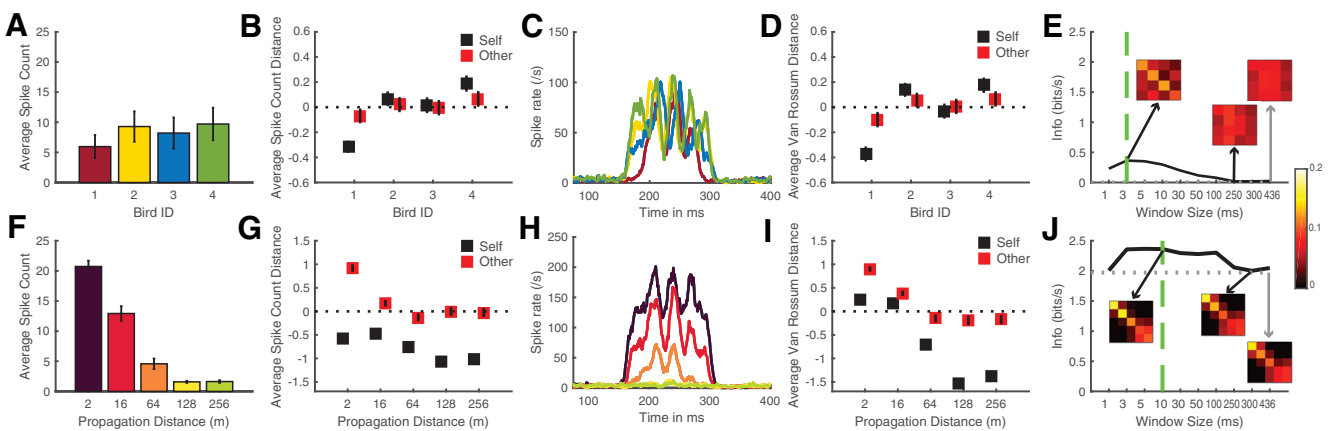 A
Average Spike Count
25
20
15
10
5
0
1 2 3 4
Bird ID
B
Average Spike Count Distance
0.6
0.4
0.2
0
-0.2
-0.4
-0.6
Self
Other
1 2 3 4
Bird ID
C
Spike rate (/s)
150
100
50
0
100 200 300 400
Time in ms
D
Average Van Rossum Distance
0.6
0.4
0.2
0
-0.2
-0.4
-0.6
Self
Other
1 2 3 4
Bird ID
E
Info (bits/s)
2.5
2
1.5
1
0.5
0
1 3 5 10 30 50 100 250 300 436
Window Size (ms)
0.2
0.1
0
F
Average Spike Count
25
20
15
10
5
0
2 16 64 128 256
Propagation Distance (m)
G
Average Spike Count Distance
1.5
1
0.5
0
-0.5
-1
-1.5
Self
Other
2 16 64 128 256
Propagation Distance (m)
H
Spike rate (/s)
250
200
150
100
50
0
100 200 300 400
Time in ms
I
Average Van Rossum Distance
1.5
1
0.5
0
-0.5
-1
-1.5
Self
Other
2 16 64 128 256
Propagation Distance (m)
J
Info (bits/s)
2.5
2
1.5
1
0.5
0
1 3 5 10 30 50 100 250 300 436
Window Size (ms)